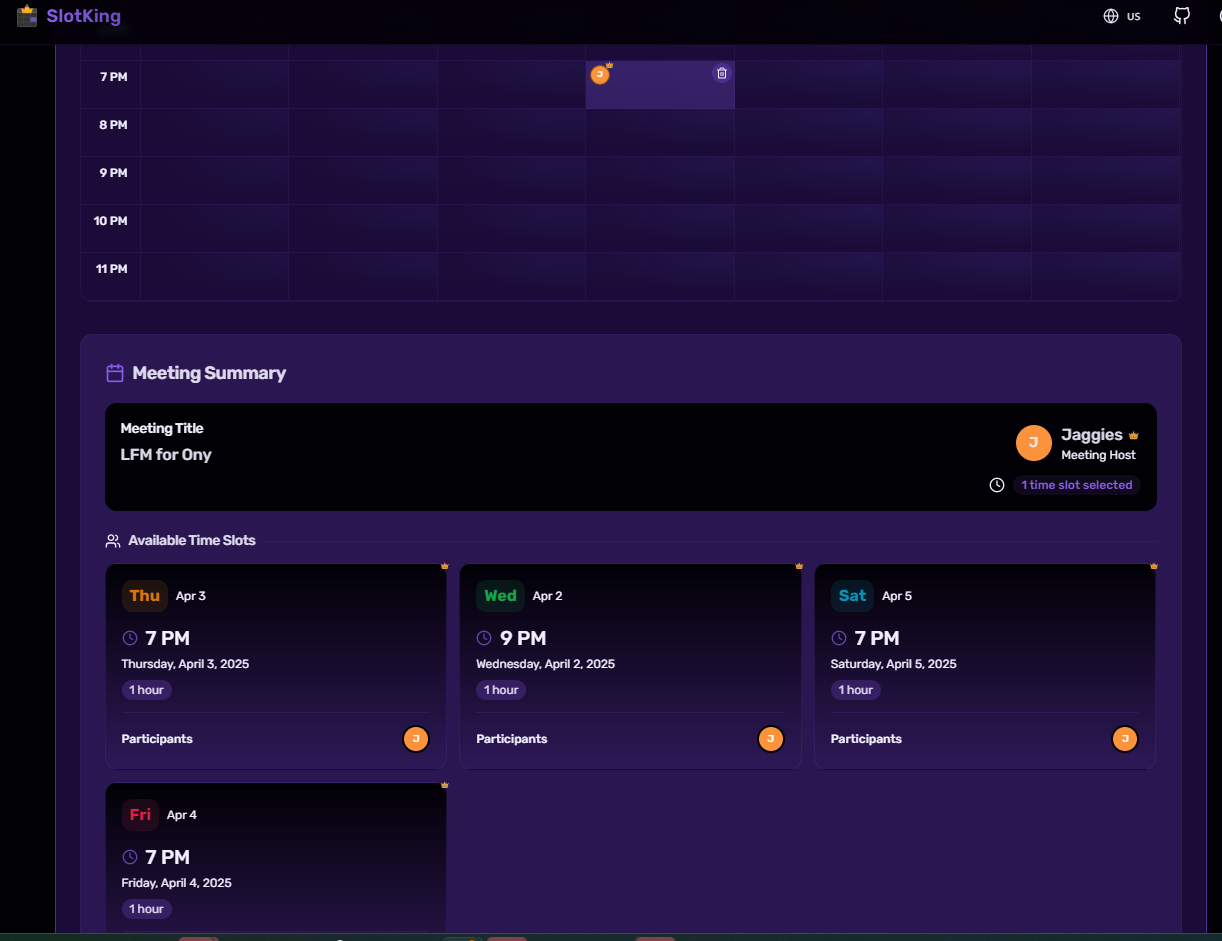 SlotKing
US
7 PM
J
8 PM
9 PM
10 PM
11 PM
Meeting Summary
Meeting Title
LFM for Ony
J
Jaggies
Meeting Host
1 time slot selected
Available Time Slots
Thu Apr 3
7 PM
Thursday, April 3, 2025
1 hour
Participants
J
Wed Apr 2
9 PM
Wednesday, April 2, 2025
1 hour
Participants
J
Sat Apr 5
7 PM
Saturday, April 5, 2025
1 hour
Participants
J
Fri Apr 4
7 PM
Friday, April 4, 2025
1 hour